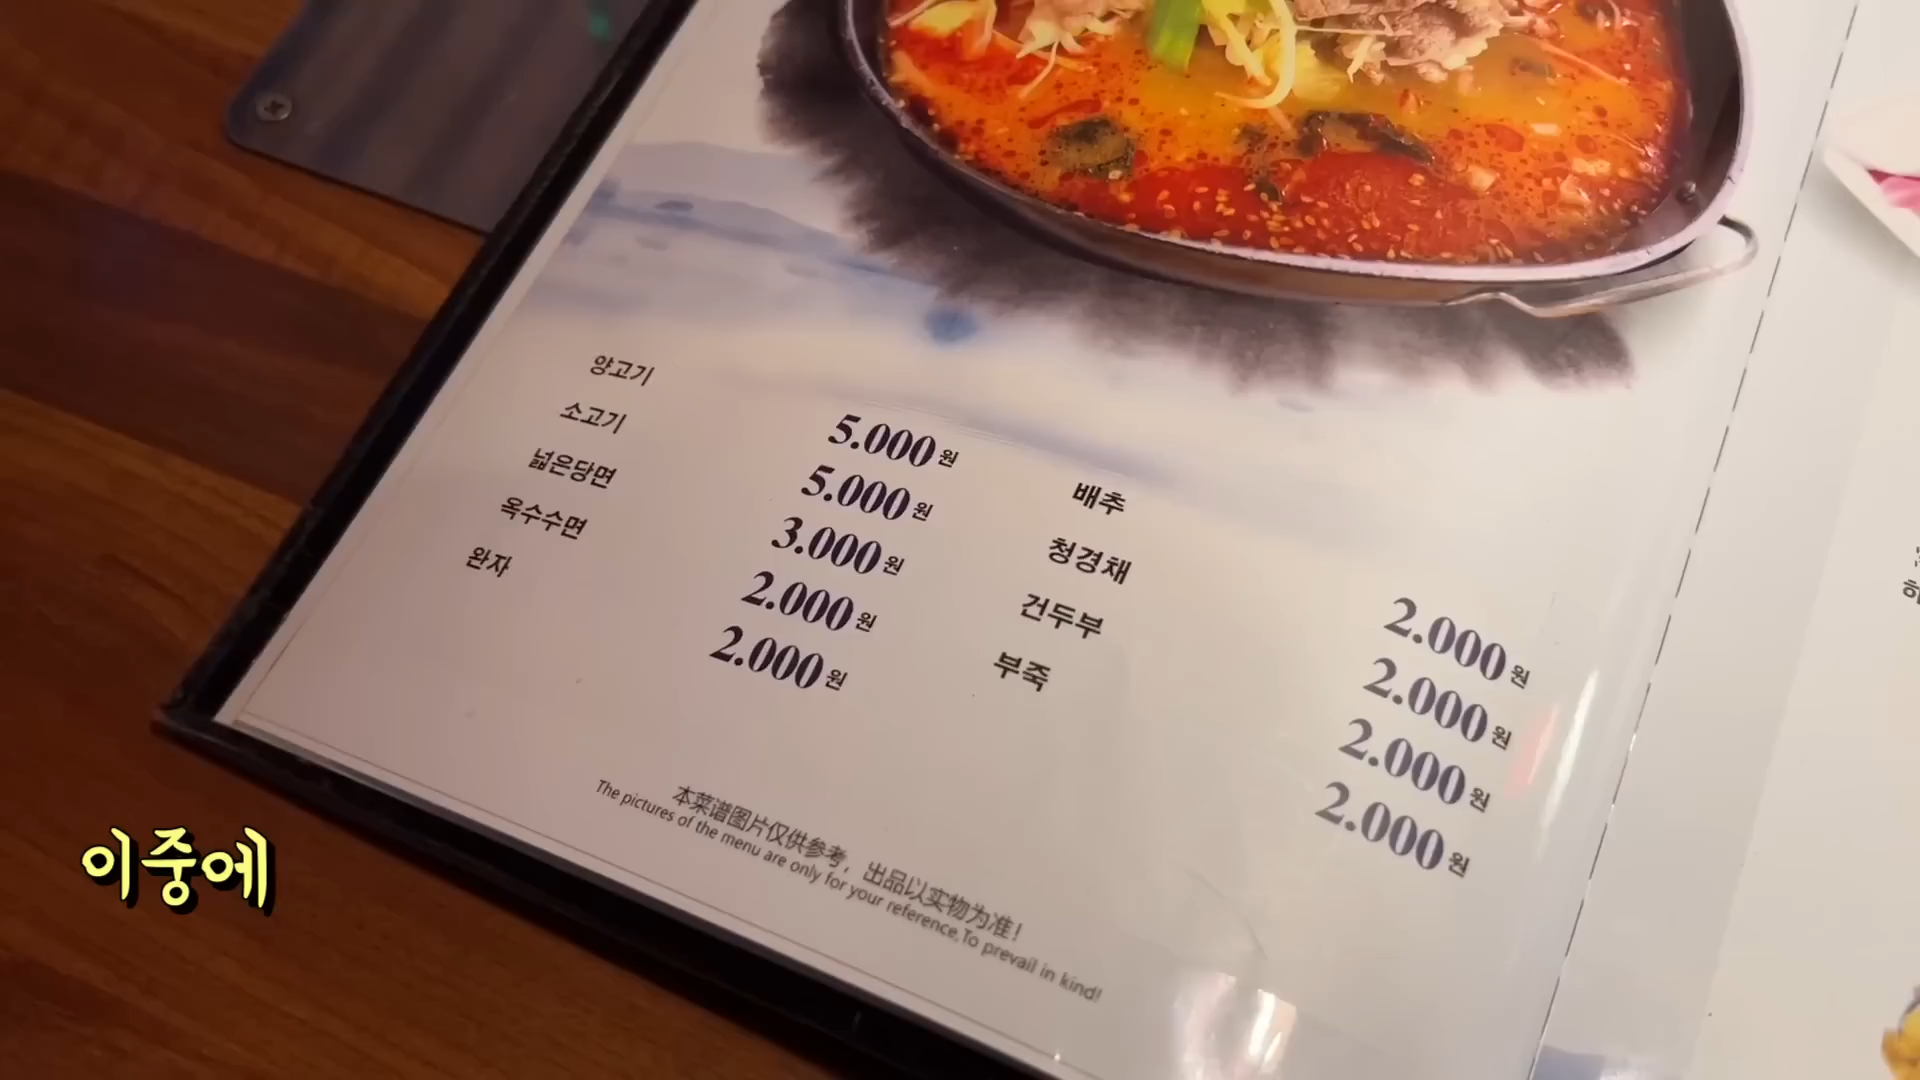 양고기
소고기
넓은당면
옥수수면
완자
5.000원
5.000원
3.000원
2.000원
2.000원
배추
청경채
건두부
부죽
2.000원
2.000원
2.000원
2.000원
本菜谱图片仅供参考，出品以实物为准！
The pictures of the menu are only for your reference,To prevail in kind!
이중에